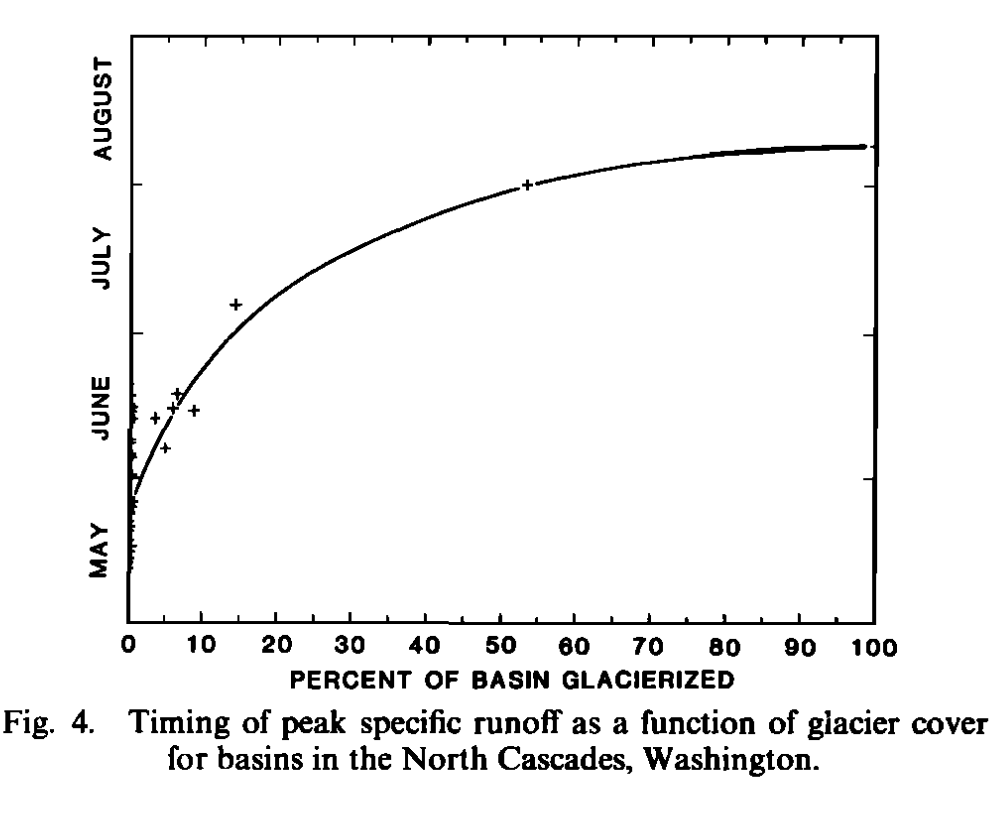 AUGUST
JULY
JUNE
MAY
0 10 20 30 40 50 60 70 80 90 100
PERCENT OF BASIN GLACIERIZED
Fig. 4. Timing of peak specific runoff as a function of glacier cover
for basins in the North Cascades, Washington.